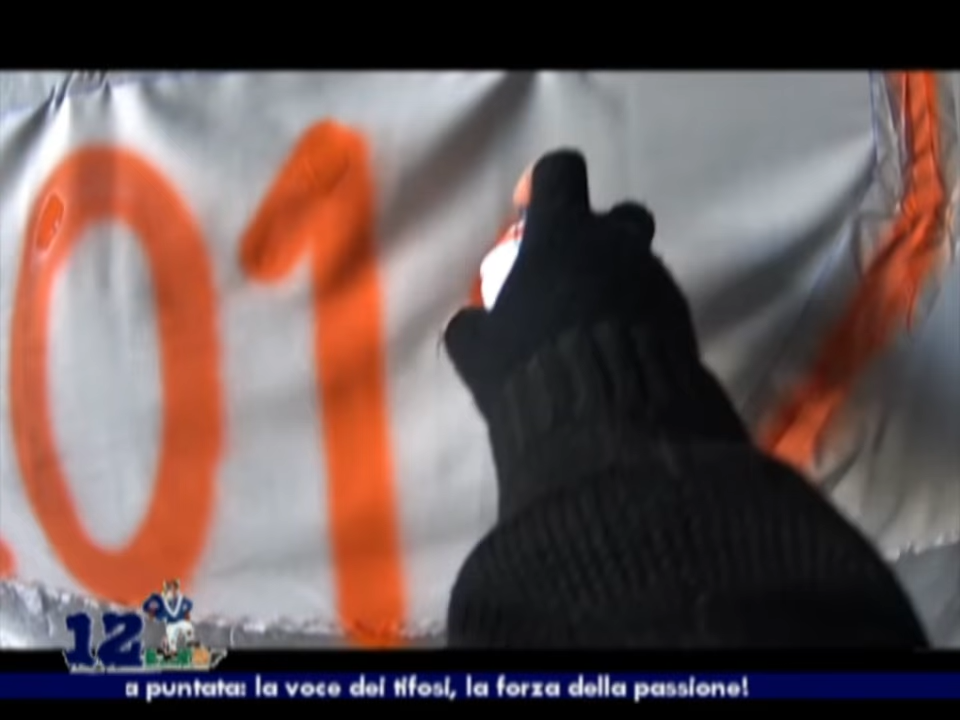 01
12
a puntata: la voce dei tifosi, la forza della passione!